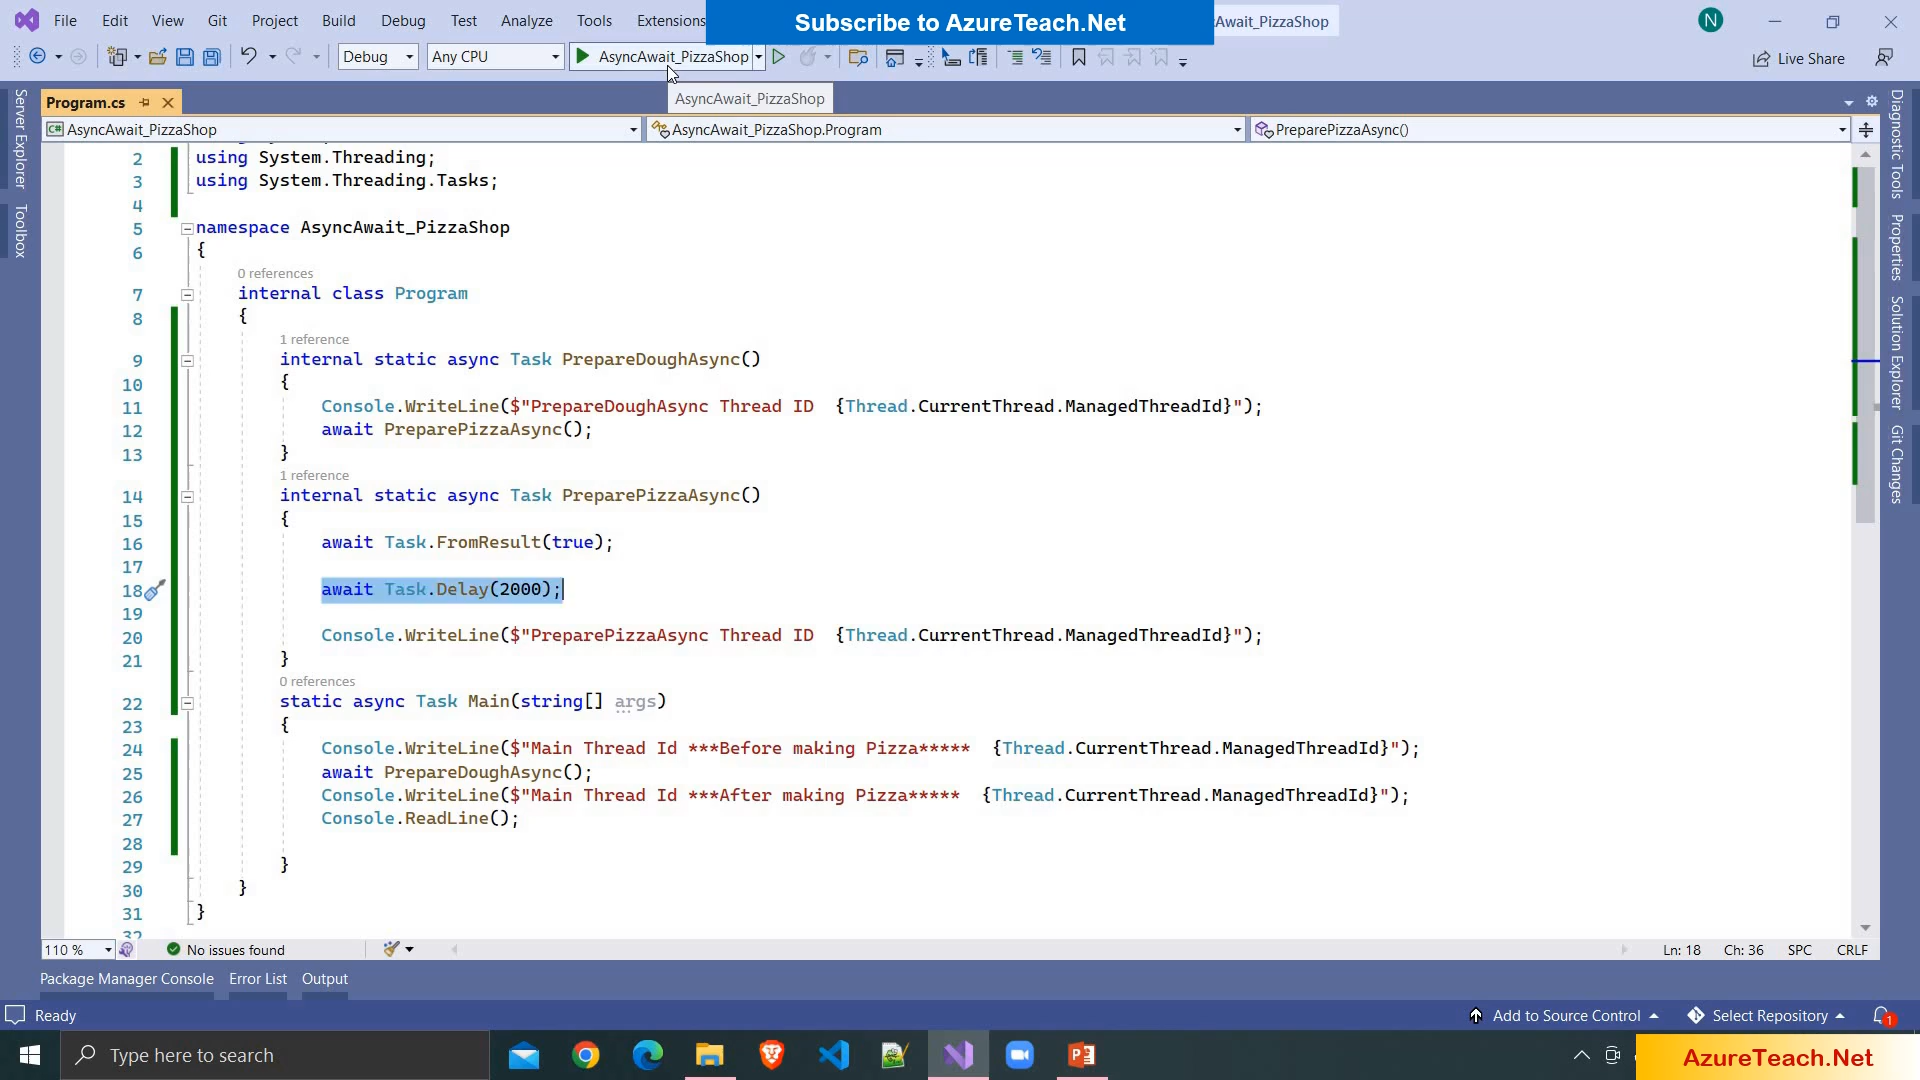 File Edit View Git Project Build Debug Test Analyze Tools Extensions
Subscribe to AzureTeach.Net
Await_PizzaShop
N
Debug Any CPU AsyncAwait_PizzaShop
Live Share
AsyncAwait_PizzaShop
Program.cs
AsyncAwait_PizzaShop AsyncAwait_PizzaShop.Program PreparePizzaAsync()
Server Explorer
Toolbox
Diagnostic Tools
Properties
Solution Explorer
Git Changes
2 using System.Threading;
3 using System.Threading.Tasks;
4
5 namespace AsyncAwait_PizzaShop
6 {
0 references
7 internal class Program
8 {
1 reference
9 internal static async Task PrepareDoughAsync()
10 {
11 Console.WriteLine($"PrepareDoughAsync Thread ID {Thread.CurrentThread.ManagedThreadId}");
12 await PreparePizzaAsync();
13 }
1 reference
14 internal static async Task PreparePizzaAsync()
15 {
16 await Task.FromResult(true);
17
18 await Task.Delay(2000);
19
20 Console.WriteLine($"PreparePizzaAsync Thread ID {Thread.CurrentThread.ManagedThreadId}");
21 }
0 references
22 static async Task Main(string[] args)
23 {
24 Console.WriteLine($"Main Thread Id ***Before making Pizza***** {Thread.CurrentThread.ManagedThreadId}");
25 await PrepareDoughAsync();
26 Console.WriteLine($"Main Thread Id ***After making Pizza***** {Thread.CurrentThread.ManagedThreadId}");
27 Console.ReadLine();
28
29 }
30 }
31 }
32
110 % No issues found Ln: 18 Ch: 36 SPC CRLF
Package Manager Console Error List Output
Ready Add to Source Control Select Repository 1
Type here to search
AzureTeach.Net